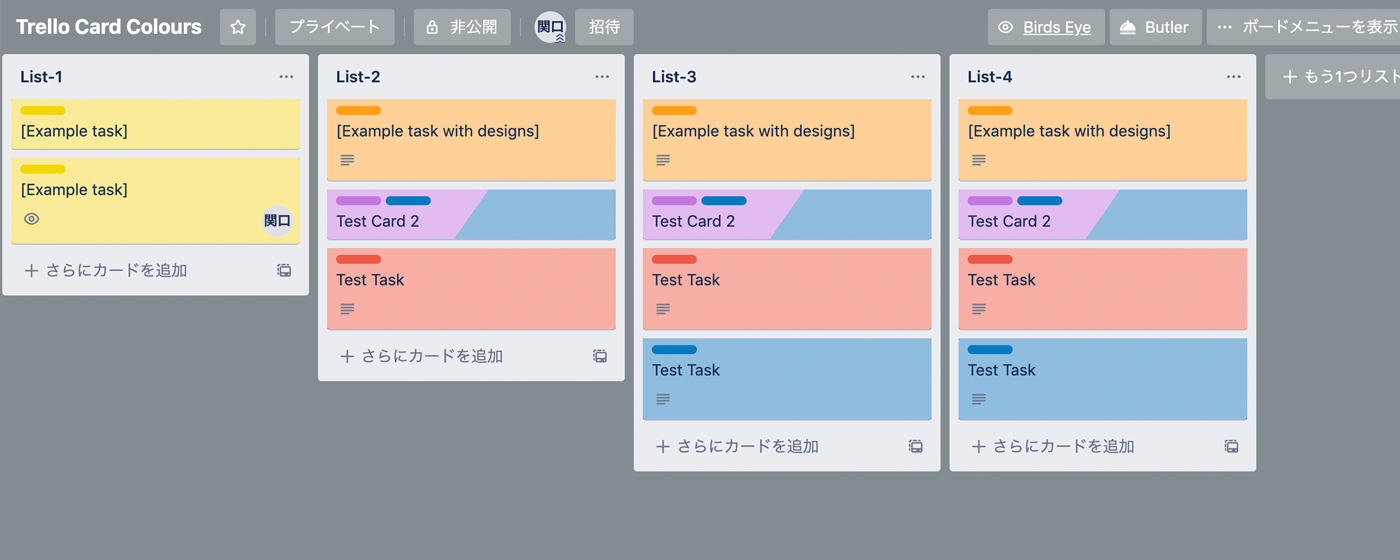 Trello Card Colours
プライベート
非公開
関口
招待
Birds Eye
Butler
ボードメニューを表示
List-1
[Example task]
[Example task]
関口
さらにカードを追加
List-2
[Example task with designs]
Test Card 2
Test Task
さらにカードを追加
List-3
[Example task with designs]
Test Card 2
Test Task
Test Task
さらにカードを追加
List-4
[Example task with designs]
Test Card 2
Test Task
Test Task
さらにカードを追加
もう1つリスト